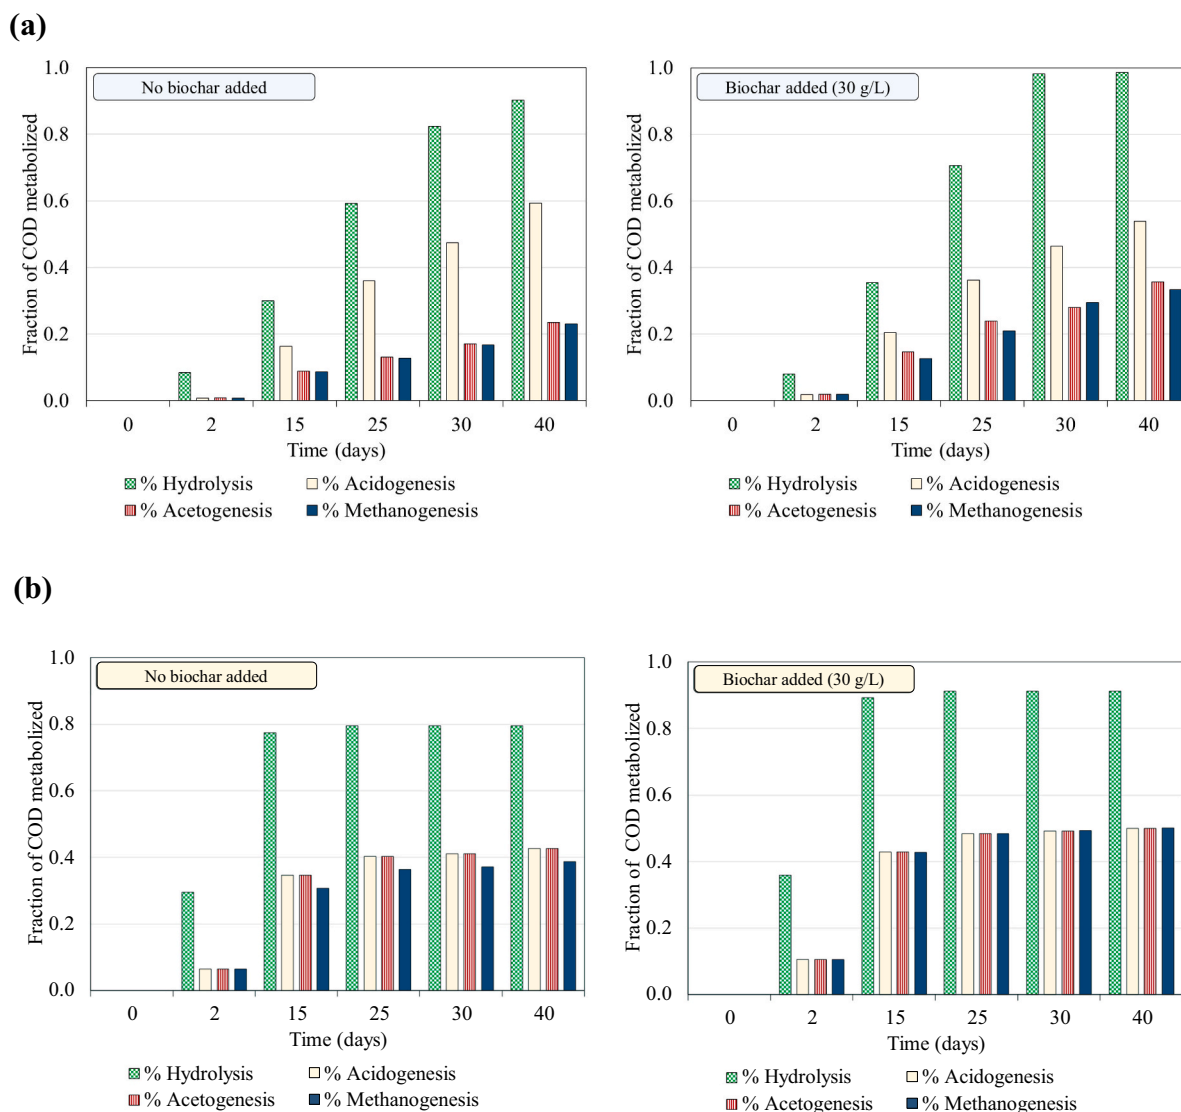 (a)
No biochar added
Fraction of COD metabolized
1.0
0.8
0.6
0.4
0.2
0.0
0 2 15 25 30 40
Time (days)
% Hydrolysis % Acidogenesis
% Acetogenesis % Methanogenesis
Biochar added (30 g/L)
Fraction of COD metabolized
1.0
0.8
0.6
0.4
0.2
0.0
0 2 15 25 30 40
Time (days)
% Hydrolysis % Acidogenesis
% Acetogenesis % Methanogenesis
(b)
No biochar added
Fraction of COD metabolized
1.0
0.8
0.6
0.4
0.2
0.0
0 2 15 25 30 40
Time (days)
% Hydrolysis % Acidogenesis
% Acetogenesis % Methanogenesis
Biochar added (30 g/L)
Fraction of COD metabolized
1.0
0.8
0.6
0.4
0.2
0.0
0 2 15 25 30 40
Time (days)
% Hydrolysis % Acidogenesis
% Acetogenesis % Methanogenesis